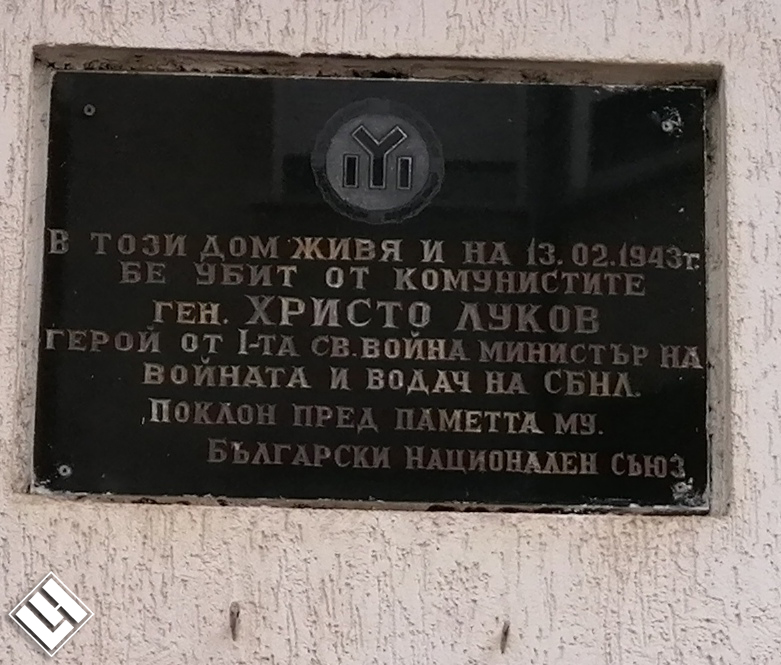 В ТОЗИ ДОМ ЖИВЯ И НА 13.02.1943г.
БЕ УБИТ ОТ КОМУНИСТИТЕ
ГЕН. ХРИСТО ЛУКОВ
ГЕРОЙ ОТ I-ТА СВ.ВОЙНА МИНИСТЪР НА
ВОЙНАТА И ВОДАЧ НА СБНЛ.
ПОКЛОН ПРЕД ПАМЕТТА МУ.
БЪЛГАРСКИ НАЦИОНАЛЕН СЪЮЗ